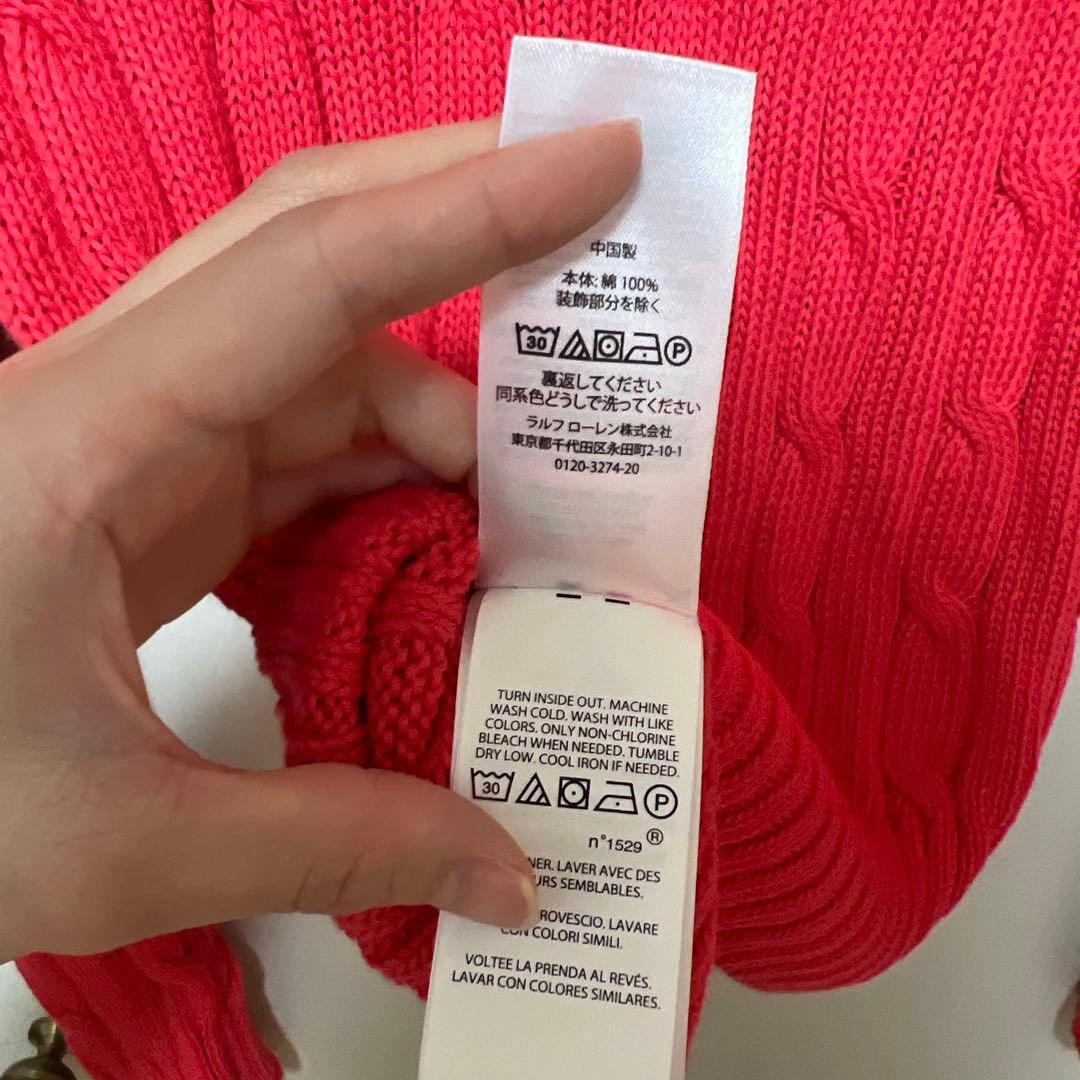 中国製
本体: 綿 100%
装飾部分を除く
30 P
裏返してください
同系色どうしで洗ってください
ラルフ ローレン株式会社
東京都千代田区永田町2-10-1
0120-3274-20
TURN INSIDE OUT. MACHINE
WASH COLD. WASH WITH LIKE
COLORS. ONLY NON-CHLORINE
BLEACH WHEN NEEDED. TUMBLE
DRY LOW. COOL IRON IF NEEDED.
30 P
n°1529 ®
LAVER AVEC DES
SEMBLABLES.
ROVESCIO. LAVARE
CON COLORI SIMILI.
VOLTEE LA PRENDA AL REVÉS.
LAVAR CON COLORES SIMILARES.